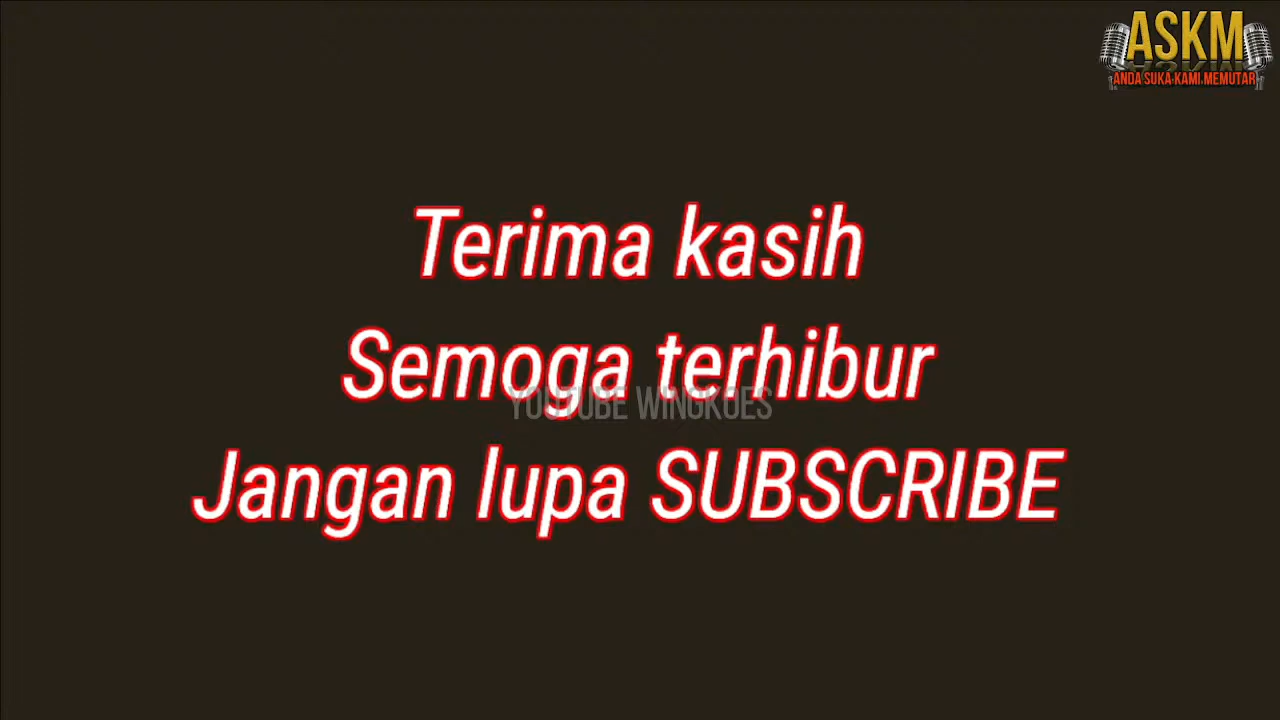 ASKM
ANDA SUKA KAMI MEMUTAR
Terima kasih
Semoga terhibur
YOUTUBE WINGKOES
Jangan lupa SUBSCRIBE